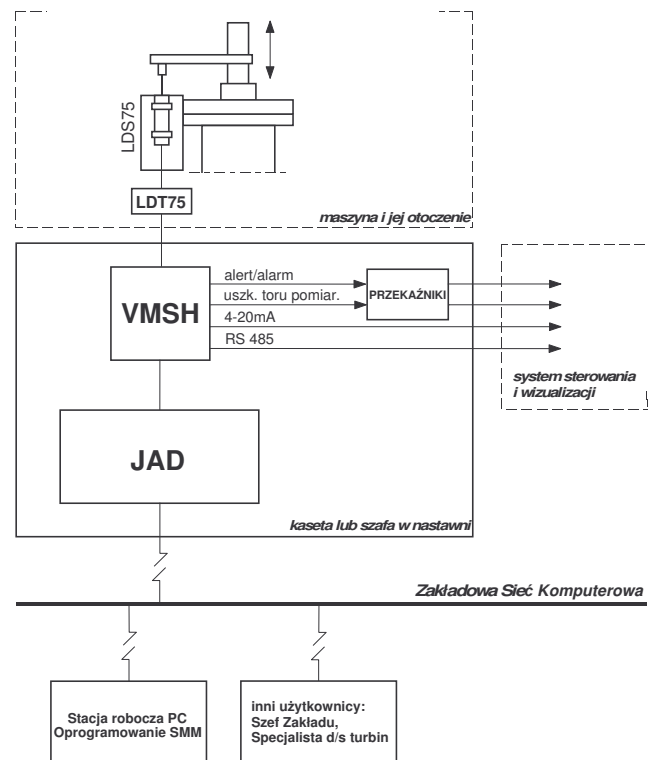 LDS75
LDT75
maszyna i jej otoczenie
VMSH
alert/alarm
uszk. toru pomiar.
4-20mA
RS 485
PRZEKAŹNIKI
system sterowania
i wizualizacji
JAD
kaseta lub szafa w nastawni
Zakładowa Sieć Komputerowa
Stacja robocza PC
Oprogramowanie SMM
inni użytkownicy:
Szef Zakładu,
Specjalista d/s turbin